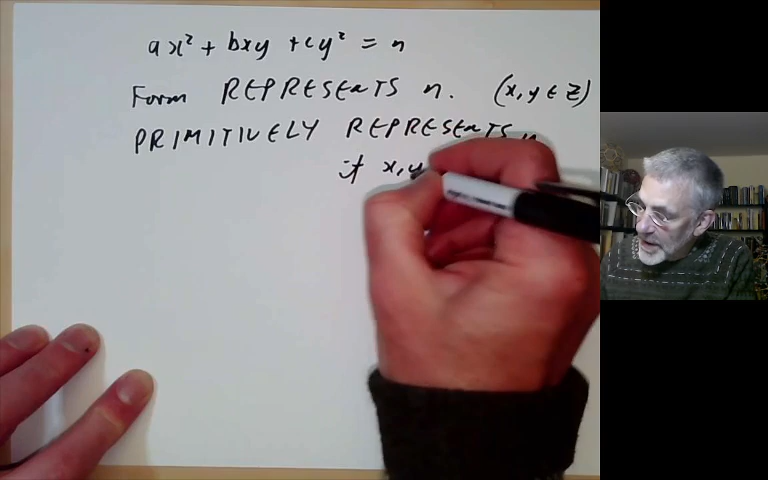 ax² + bxy + cy² = n
Form REPRESENTS n. (x, y ∈ Z)
PRIMITIVELY REPRESENTS n
if x, y